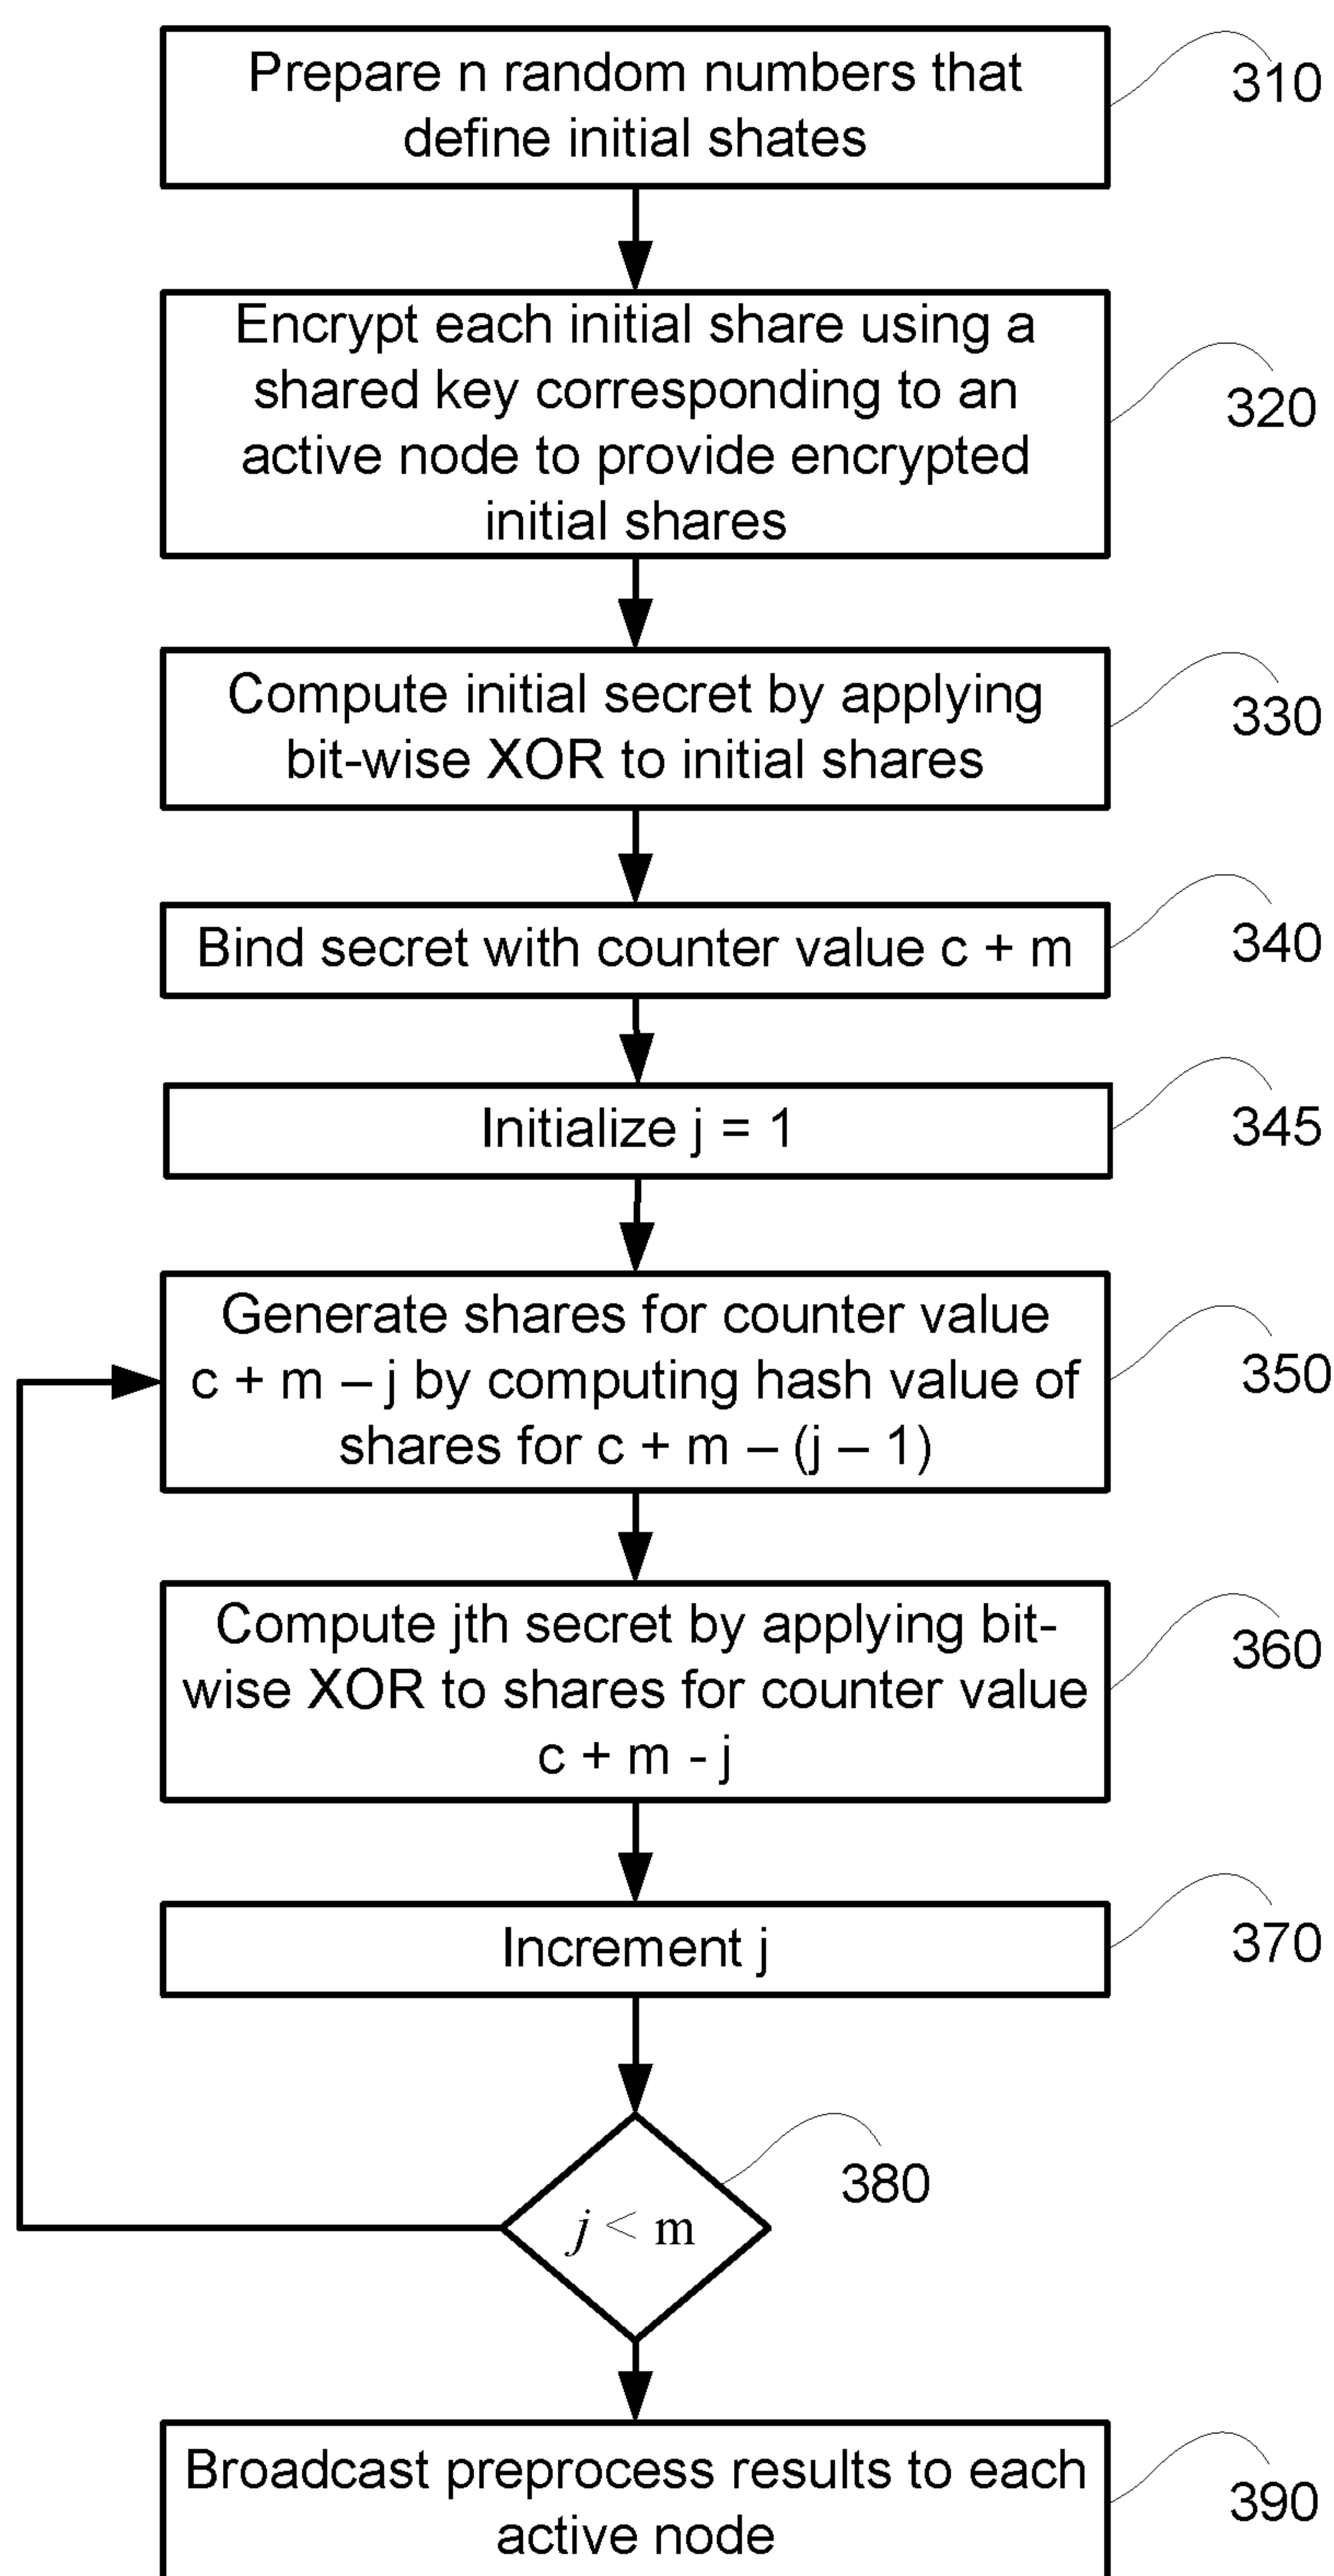 Prepare n random numbers that
define initial shates
310
Encrypt each initial share using a
shared key corresponding to an
active node to provide encrypted
initial shares
320
Compute initial secret by applying
bit-wise XOR to initial shares
330
Bind secret with counter value c + m
340
Initialize j = 1
345
Generate shares for counter value
c + m – j by computing hash value of
shares for c + m – (j – 1)
350
Compute jth secret by applying bit-
wise XOR to shares for counter value
c + m - j
360
Increment j
370
j < m
380
Broadcast preprocess results to each
active node
390